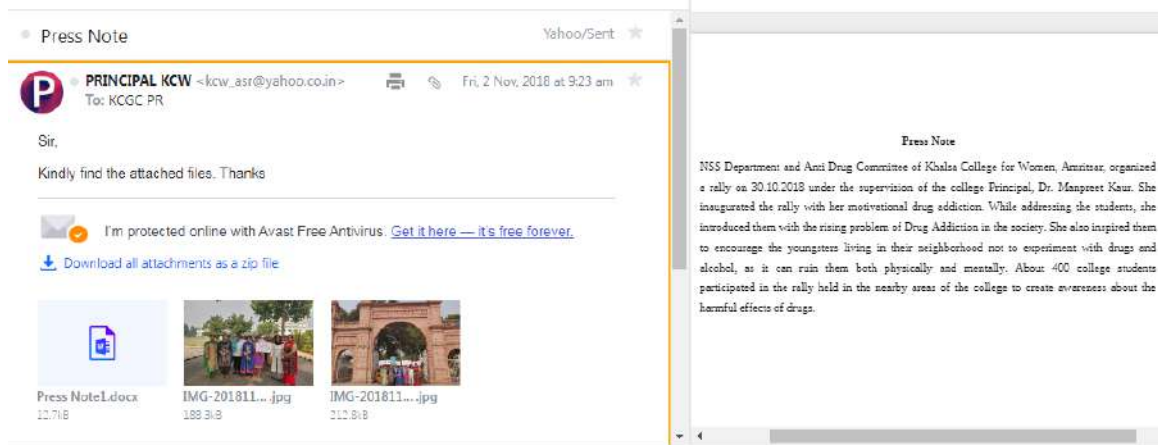 Press Note
Yahoo/Sent
P
PRINCIPAL KCW <kcw_asr@yahoo.co.in>
Fri, 2 Nov, 2018 at 9:23 am
To: KCGC PR
Sir,
Kindly find the attached files. Thanks
I'm protected online with Avast Free Antivirus. Get it here — it's free forever.
Download all attachments as a zip file
Press Note1.docx
22.7kB
IMG-201811....jpg
188.3kB
IMG-201811....jpg
212.8kB
Press Note
NSS Department and Anti Drug Committee of Khalsa College for Women, Amritsar, organized
a rally on 30.10.2018 under the supervision of the college Principal, Dr. Manpreet Kaur. She
inaugurated the rally with her motivational drug addiction. While addressing the students, she
introduced them with the rising problem of Drug Addiction in the society. She also inspired them
to encourage the youngsters living in their neighborhood not to experiment with drugs and
alcohol, as it can ruin them both physically and mentally. About 400 college students
participated in the rally held in the nearby areas of the college to create awareness about the
harmful effects of drugs.